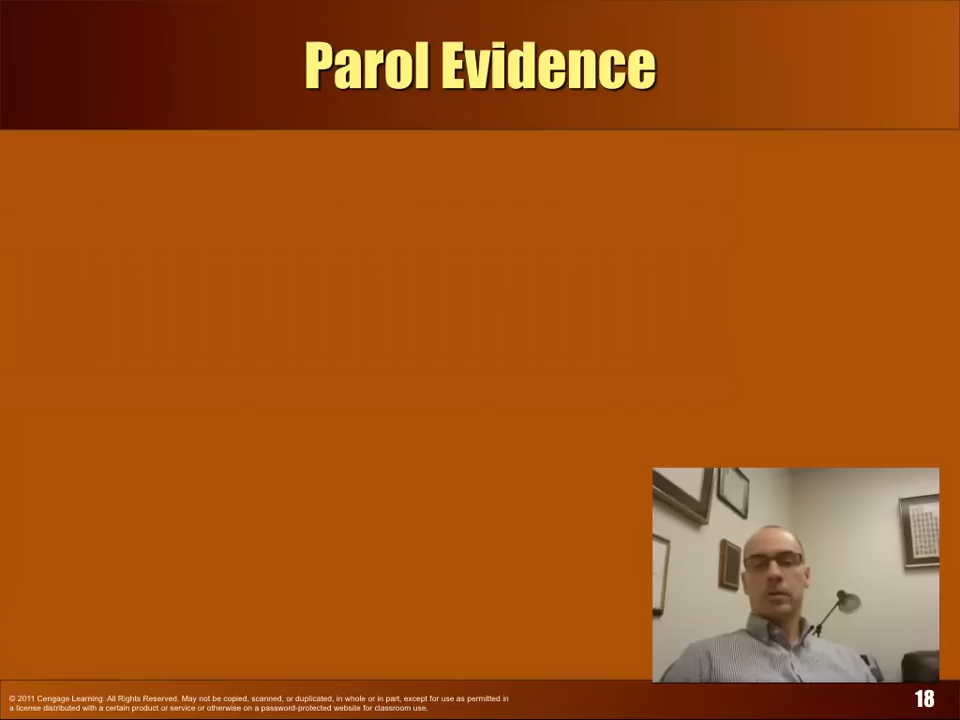 Parol Evidence
© 2011 Cengage Learning. All Rights Reserved. May not be copied, scanned, or duplicated, in whole or in part, except for use as permitted in
a license distributed with a certain product or service or otherwise on a password-protected website for classroom use.
18